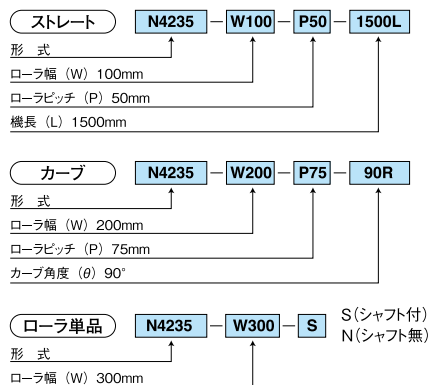 ストレート N4235 － W100 － P50 － 1500L
形　式
ローラ幅（W）100mm
ローラピッチ（P）50mm
機長（L）1500mm
カーブ N4235 － W200 － P75 － 90R
形　式
ローラ幅（W）200mm
ローラピッチ（P）75mm
カーブ角度（θ）90°
ローラ単品 N4235 － W300 － S S（シャフト付）
N（シャフト無）
形　式
ローラ幅（W）300mm